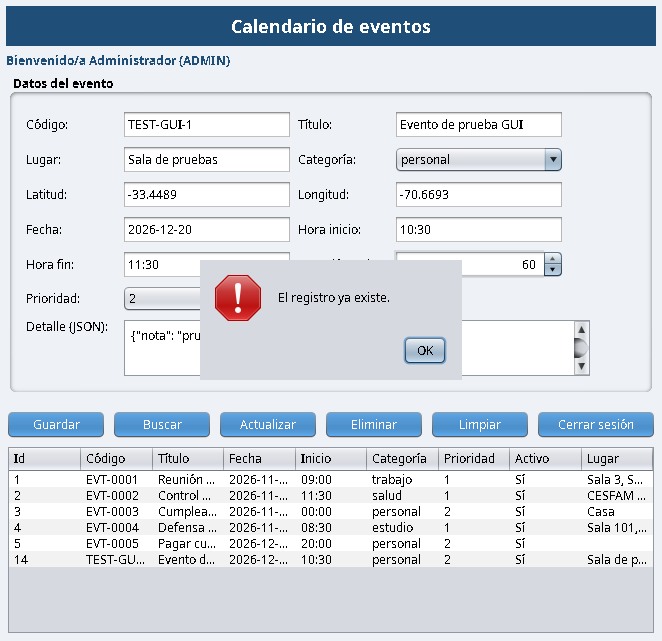 Calendario de eventos
Bienvenido/a Administrador (ADMIN)
Datos del evento
Código: TEST-GUI-1 Título: Evento de prueba GUI
Lugar: Sala de pruebas Categoría: personal
Latitud: -33.4489 Longitud: -70.6693
Fecha: 2026-12-20 Hora inicio: 10:30
Hora fin: 11:30 60
Prioridad: 2
El registro ya existe.
Detalle (JSON): {"nota": "pru
OK
Guardar Buscar Actualizar Eliminar Limpiar Cerrar sesión
Id Código Título Fecha Inicio Categoría Prioridad Activo Lugar
1 EVT-0001 Reunión ... 2026-11-... 09:00 trabajo 1 Sí Sala 3, S...
2 EVT-0002 Control ... 2026-11-... 11:30 salud 1 Sí CESFAM ...
3 EVT-0003 Cumplea... 2026-11-... 00:00 personal 2 Sí Casa
4 EVT-0004 Defensa ... 2026-11-... 08:30 estudio 1 Sí Sala 101,...
5 EVT-0005 Pagar cu... 2026-12-... 20:00 personal 2 Sí
14 TEST-GU... Evento d... 2026-12-... 10:30 personal 2 Sí Sala de p...